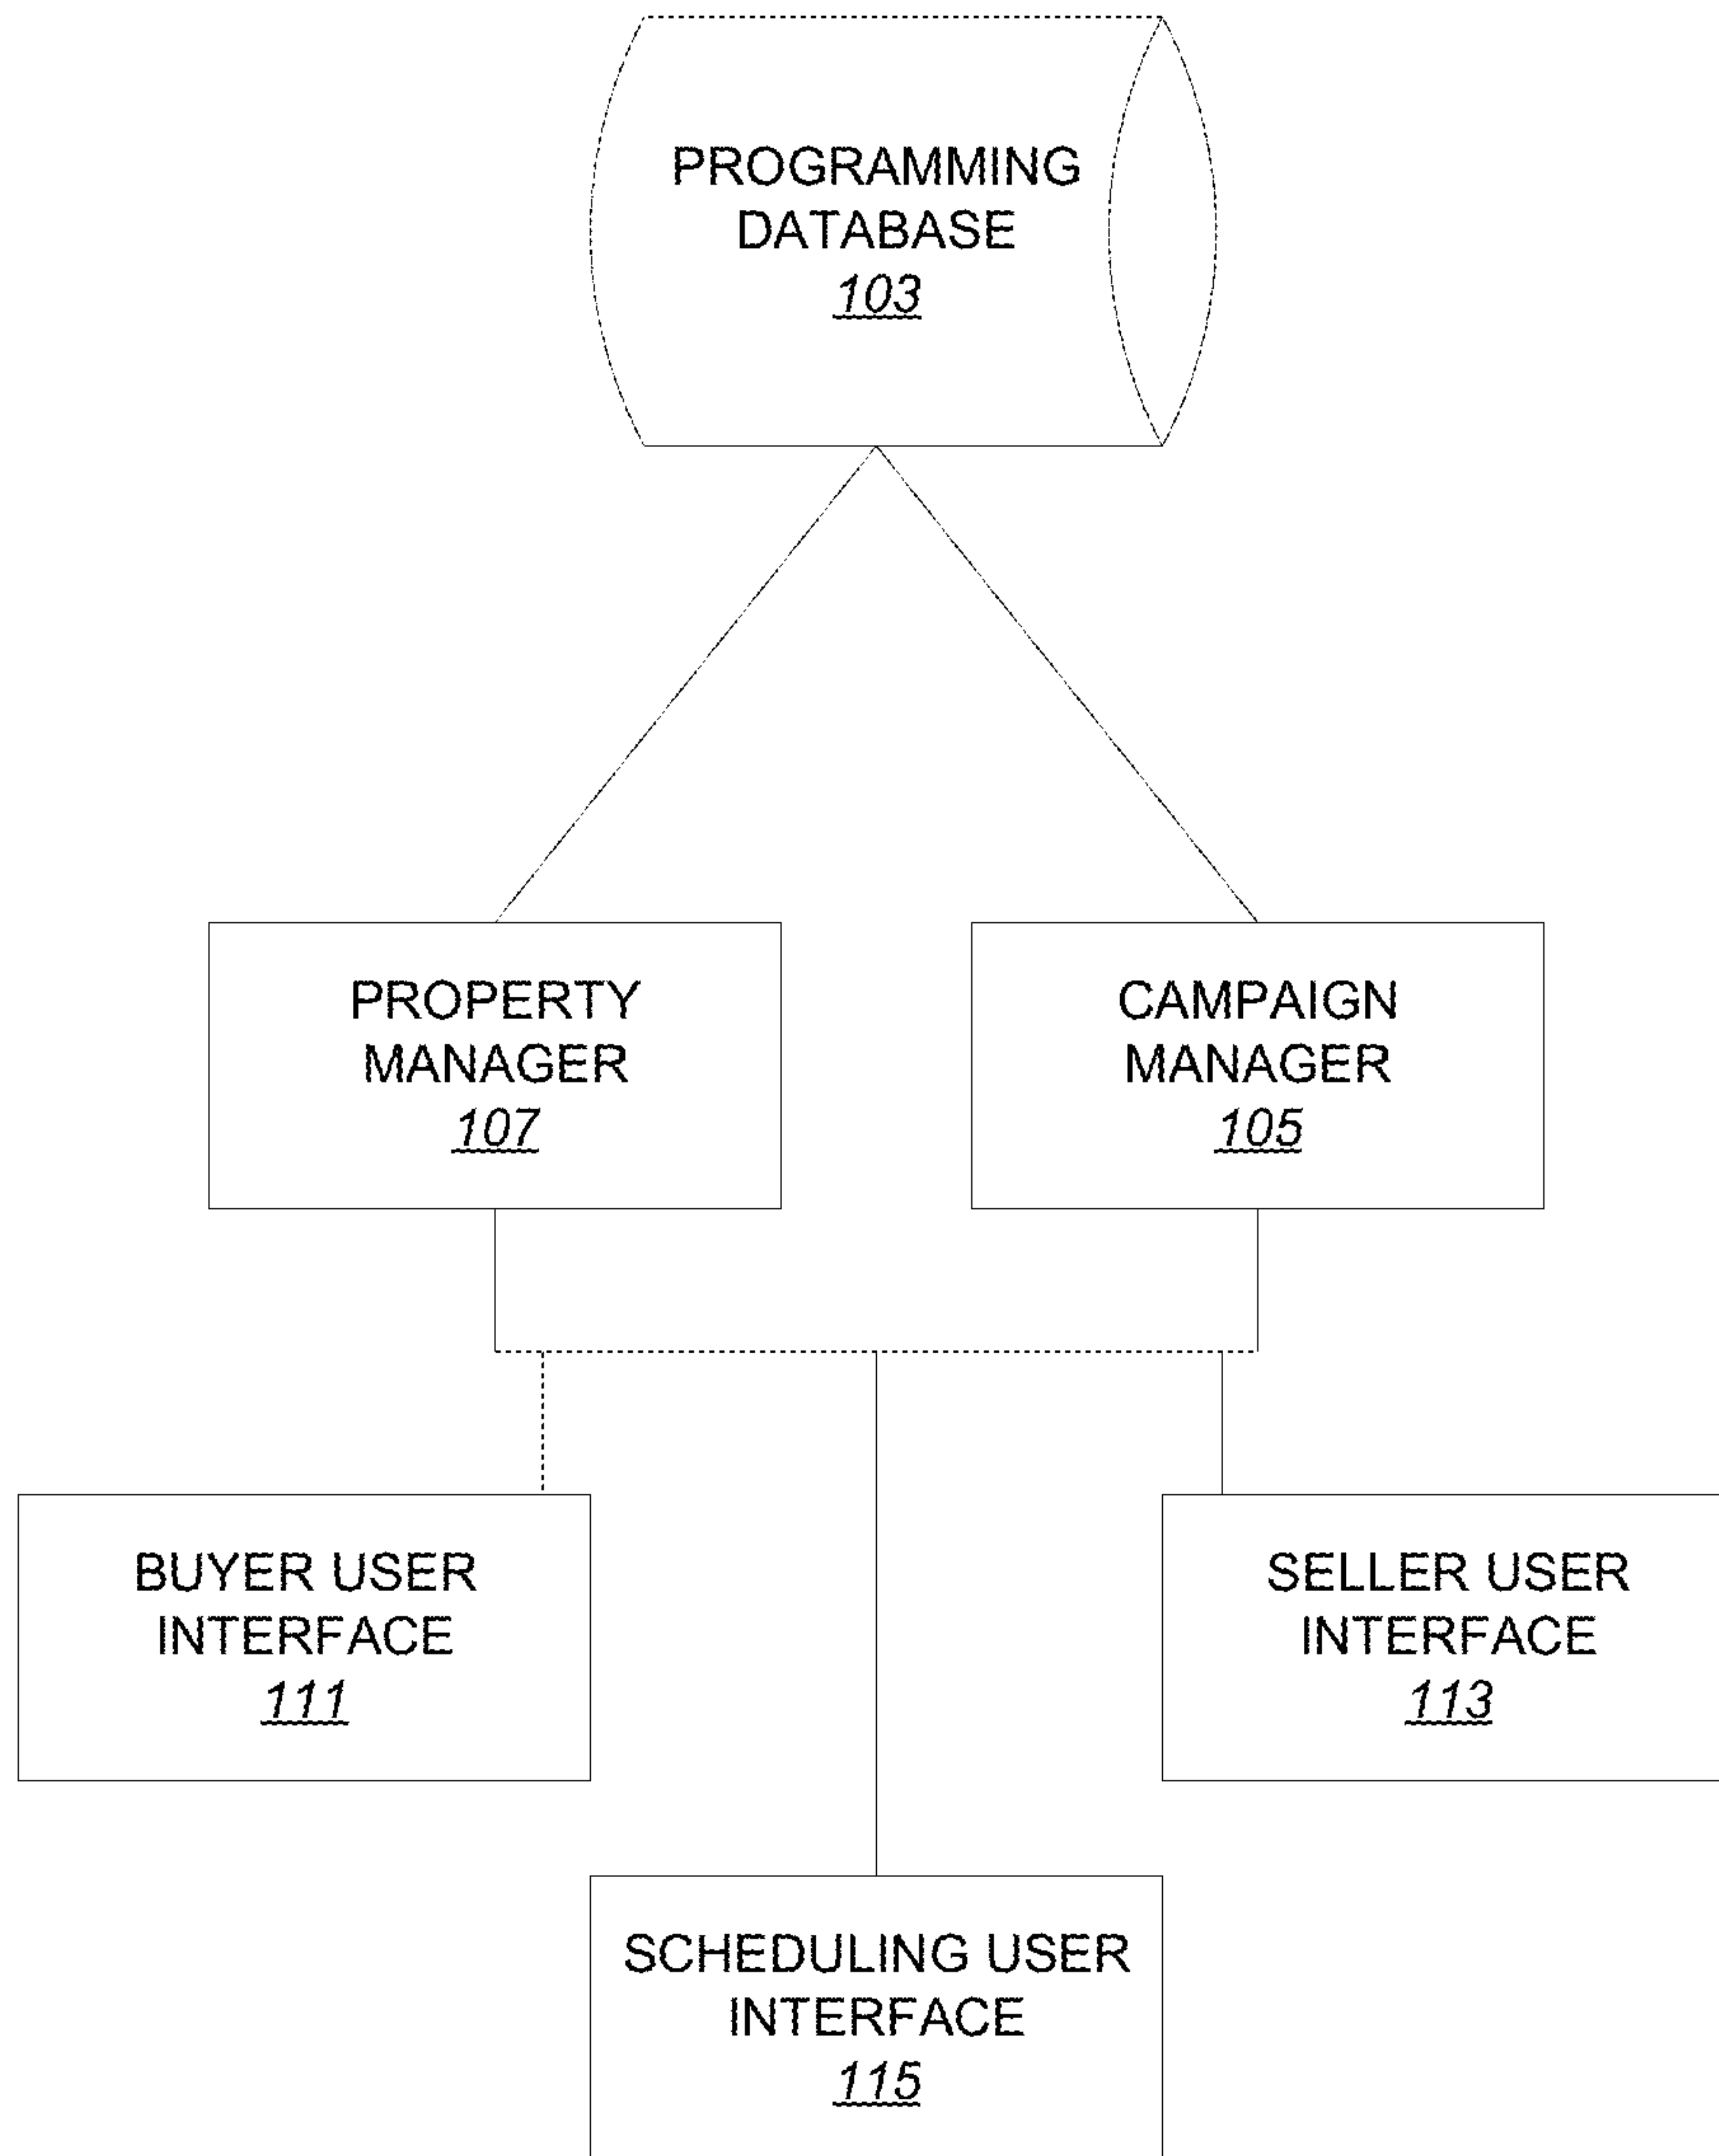 PROGRAMMING
DATABASE
103
PROPERTY
MANAGER
107
CAMPAIGN
MANAGER
105
BUYER USER
INTERFACE
111
SELLER USER
INTERFACE
113
SCHEDULING USER
INTERFACE
115